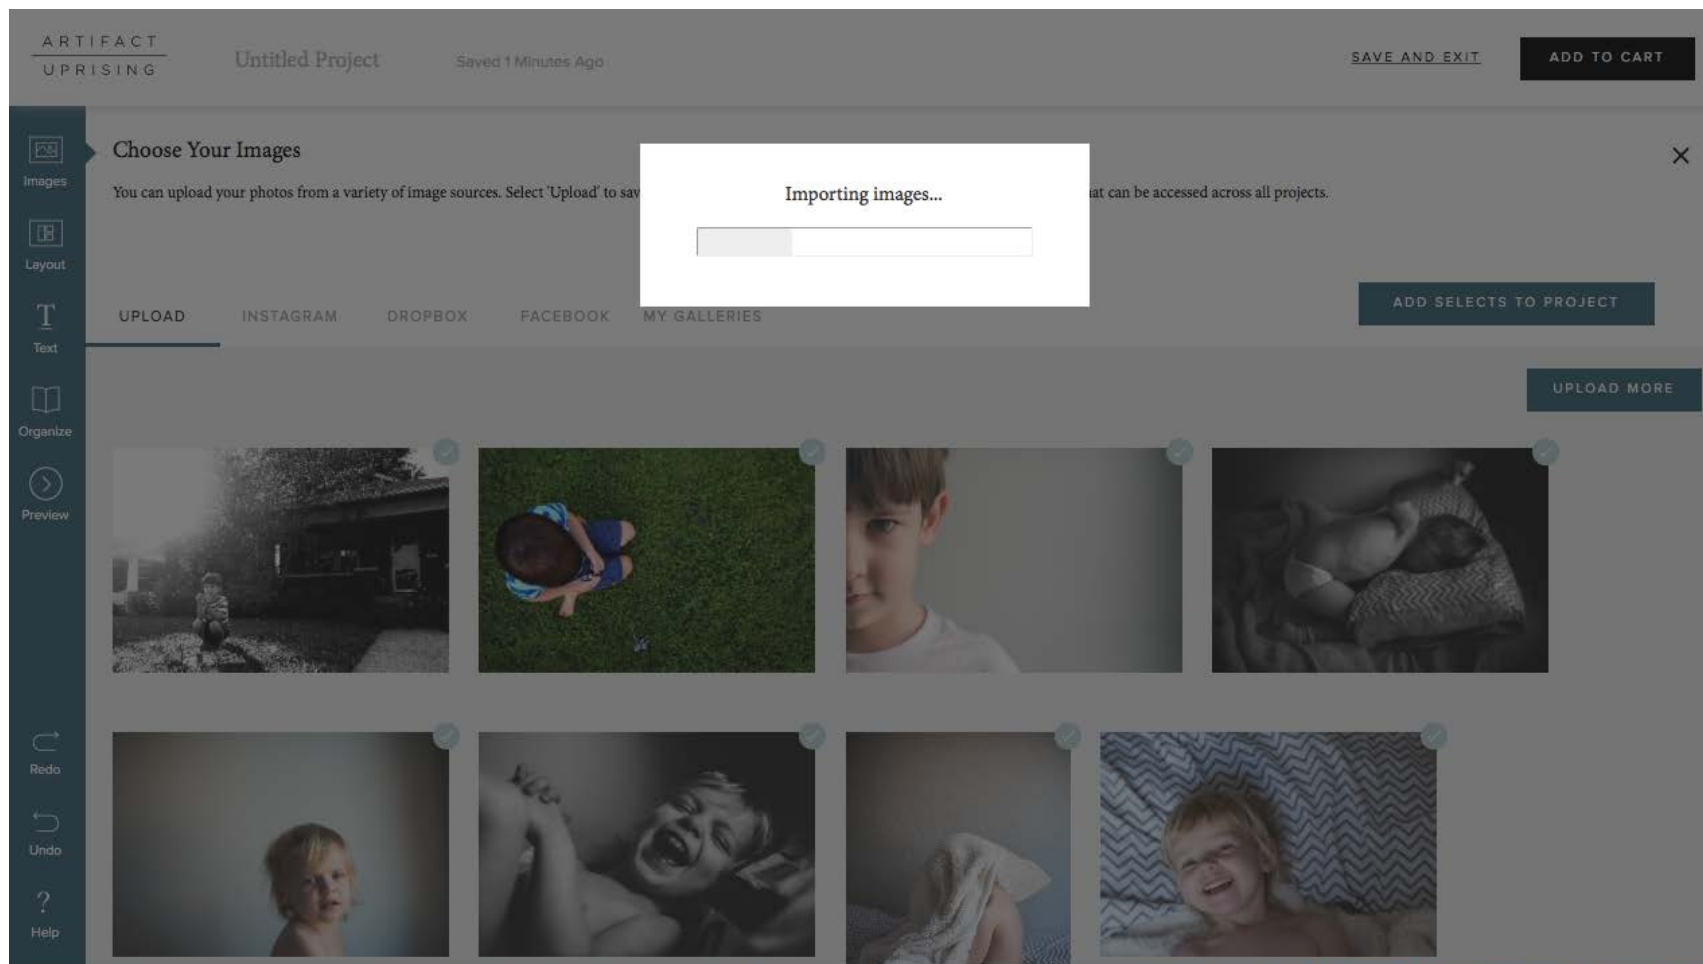 ARTIFACT
UPRISING
Untitled Project
Saved 1 Minutes Ago
SAVE AND EXIT
ADD TO CART
Images
Layout
Text
Organize
Preview
Redo
Undo
?
Help
Choose Your Images
You can upload your photos from a variety of image sources. Select 'Upload' to sav
at can be accessed across all projects.
Importing images...
UPLOAD
INSTAGRAM
DROPBOX
FACEBOOK
MY GALLERIES
ADD SELECTS TO PROJECT
UPLOAD MORE